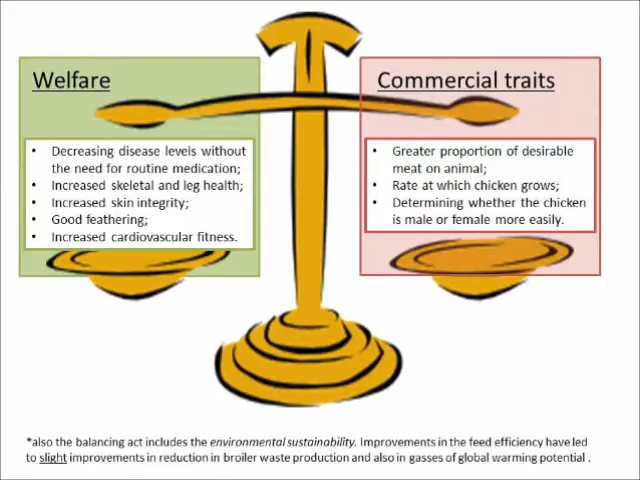 Welfare
• Decreasing disease levels without
the need for routine medication;
• Increased skeletal and leg health;
• Increased skin integrity;
• Good feathering;
• Increased cardiovascular fitness.
Commercial traits
• Greater proportion of desirable
meat on animal;
• Rate at which chicken grows;
• Determining whether the chicken
is male or female more easily.
*also the balancing act includes the environmental sustainability. Improvements in the feed efficiency have led
to slight improvements in reduction in broiler waste production and also in gasses of global warming potential .